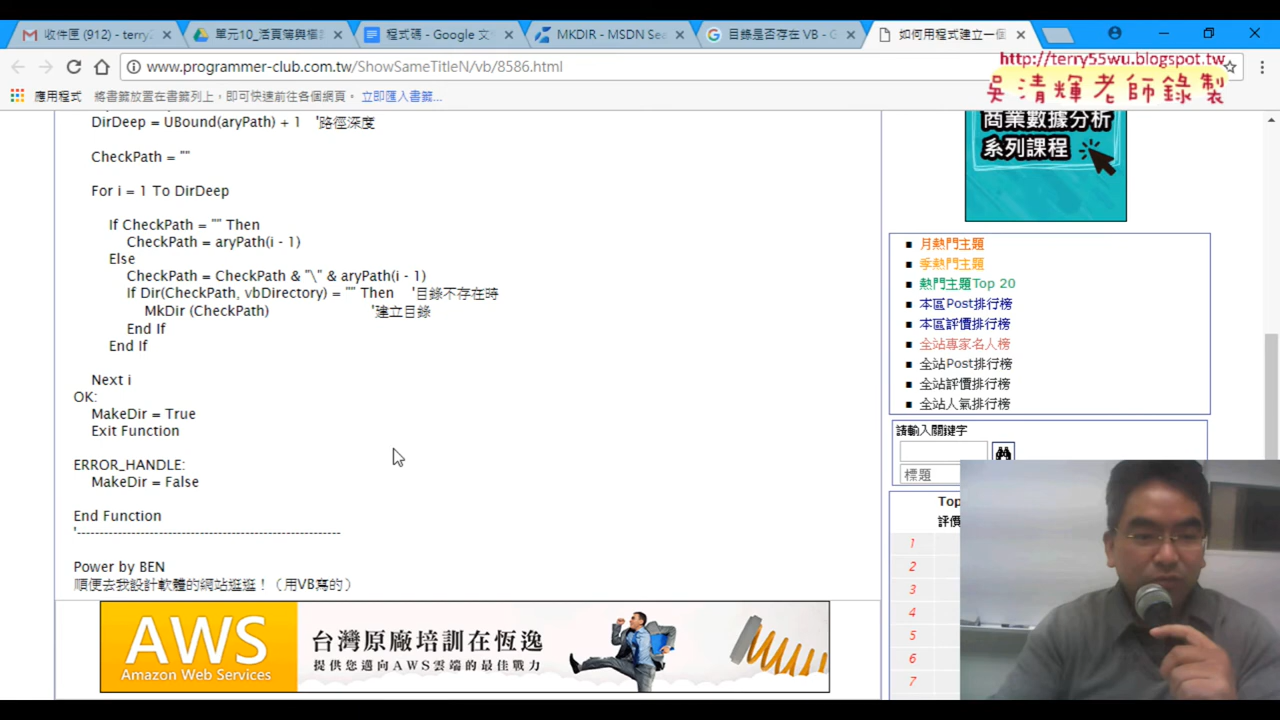 收件匣 (912) - terry
單元10_活頁簿與檔
程式碼 - Google 文
MKDIR - MSDN Sea
目錄是否存在 VB - G
如何用程式建立一個
www.programmer-club.com.tw/ShowSameTitleN/vb/8586.html
http://terry55wu.blogspot.tw
吳清輝老師錄製
應用程式 將書籤放置在書籤列上，即可快速前往各個網頁。 立即匯入書籤...
DirDeep = UBound(aryPath) + 1 '路徑深度
CheckPath = ""
For i = 1 To DirDeep
If CheckPath = "" Then
CheckPath = aryPath(i - 1)
Else
CheckPath = CheckPath & "\" & aryPath(i - 1)
If Dir(CheckPath, vbDirectory) = "" Then '目錄不存在時
MkDir (CheckPath) '建立目錄
End If
End If
Next i
OK:
MakeDir = True
Exit Function
ERROR_HANDLE:
MakeDir = False
End Function
'-----------------------------------------------------------
Power by BEN
順便去我設計軟體的網站逛逛！（用VB寫的）
AWS
Amazon Web Services
台灣原廠培訓在恆逸
提供您邁向AWS雲端的最佳戰力
商業數據分析
系列課程
月熱門主題
季熱門主題
熱門主題Top 20
本區Post排行榜
本區評價排行榜
全站專家名人榜
全站Post排行榜
全站評價排行榜
全站人氣排行榜
請輸入關鍵字
標題
Top
評價
1
2
3
4
5
6
7